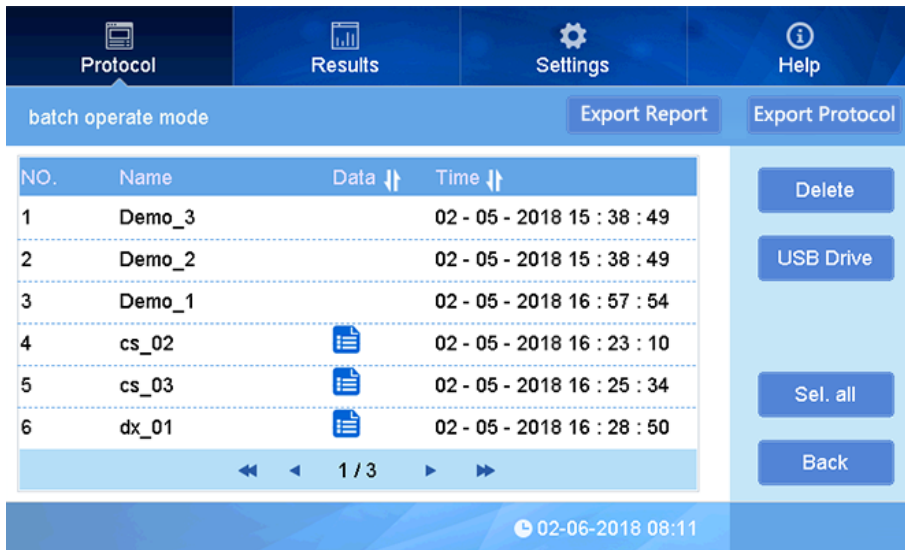 Protocol Results Settings Help
batch operate mode Export Report Export Protocol
NO. Name Data Time
1 Demo_3 02 - 05 - 2018 15 : 38 : 49
2 Demo_2 02 - 05 - 2018 15 : 38 : 49
3 Demo_1 02 - 05 - 2018 16 : 57 : 54
4 cs_02 02 - 05 - 2018 16 : 23 : 10
5 cs_03 02 - 05 - 2018 16 : 25 : 34
6 dx_01 02 - 05 - 2018 16 : 28 : 50
1 / 3
Delete
USB Drive
Sel. all
Back
02-06-2018 08:11